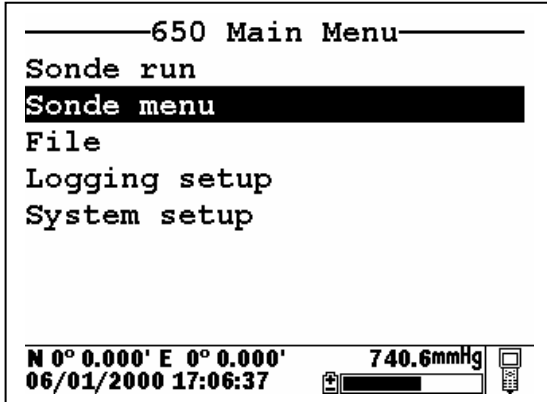 650 Main Menu
Sonde run
Sonde menu
File
Logging setup
System setup
N 0° 0.000' E 0° 0.000' 740.6mmHg
06/01/2000 17:06:37